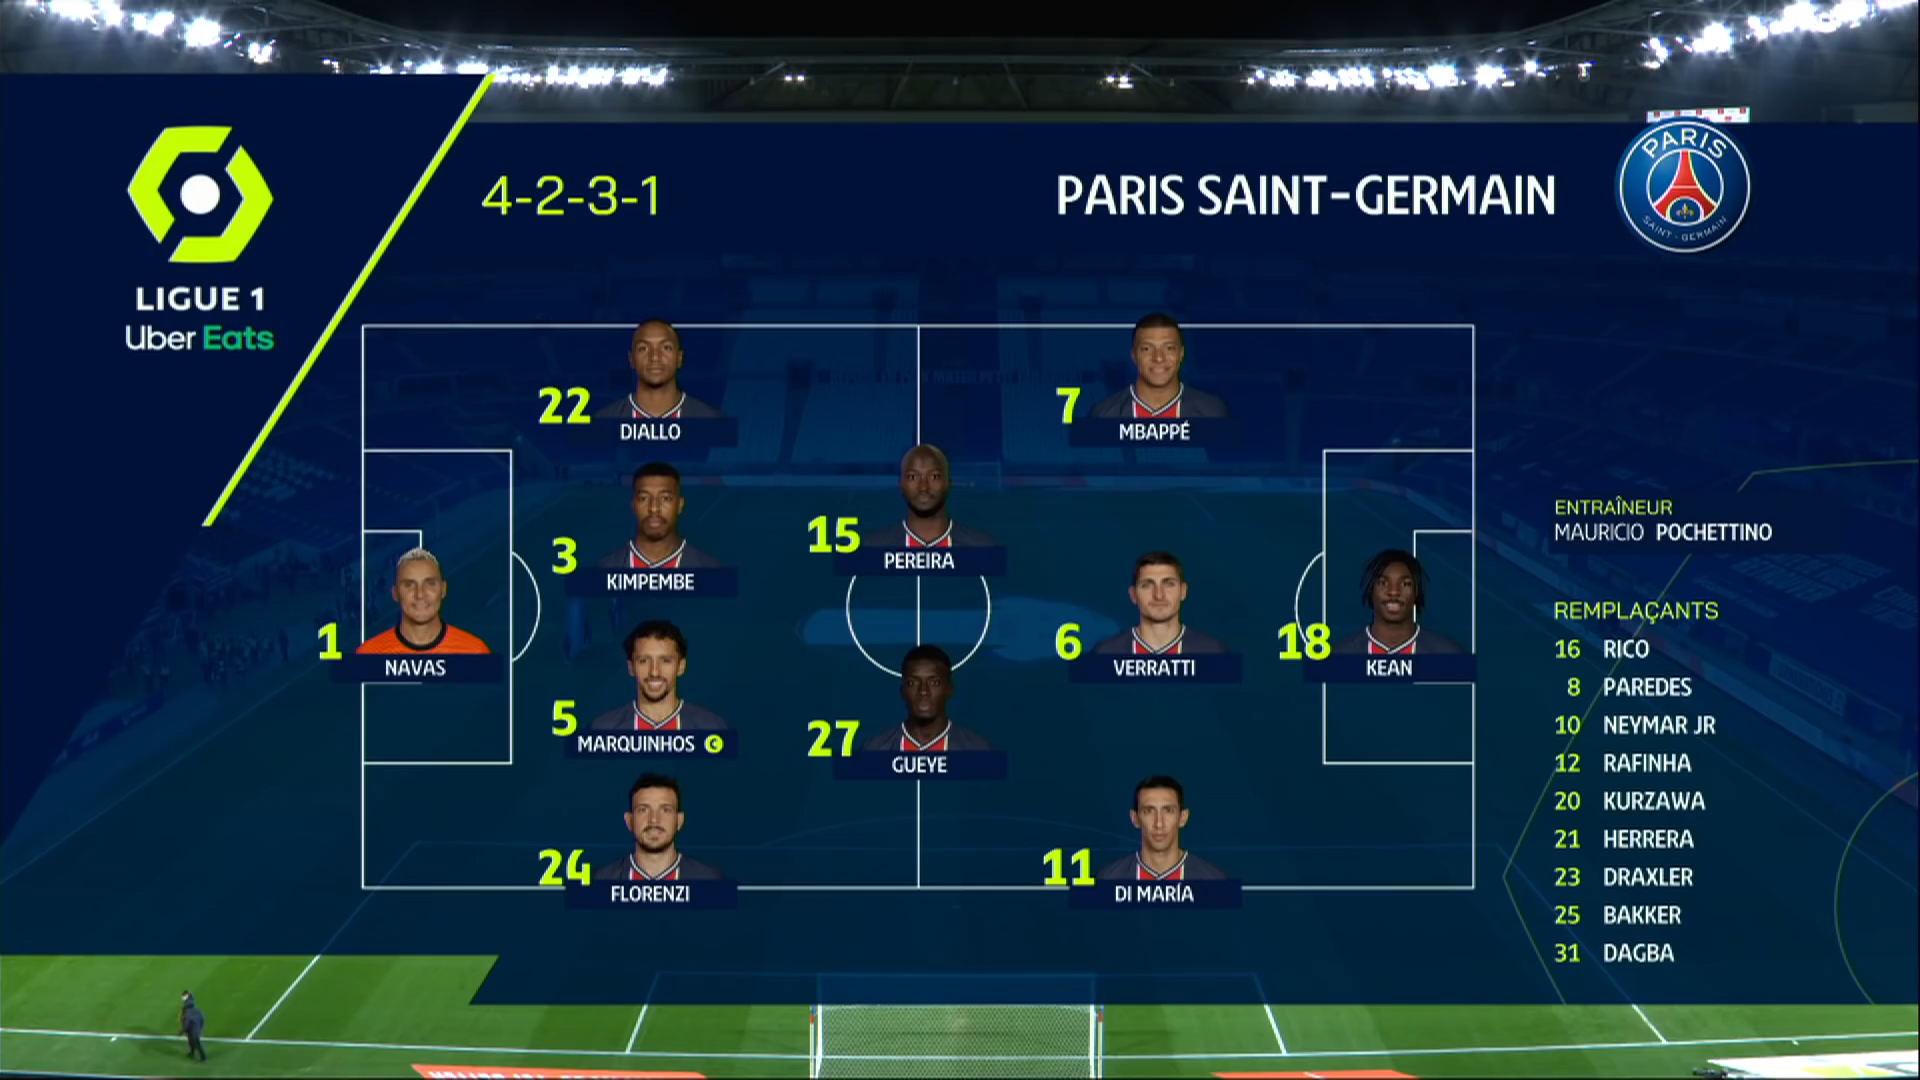 LIGUE 1
Uber Eats
4-2-3-1
PARIS SAINT-GERMAIN
PARIS
SAINT-GERMAIN
22
DIALLO
7
MBAPPÉ
3
KIMPEMBE
15
PEREIRA
1
NAVAS
6
VERRATTI
18
KEAN
5
MARQUINHOS C
27
GUEYE
24
FLORENZI
11
DI MARÍA
ENTRAÎNEUR
MAURICIO POCHETTINO
REMPLAÇANTS
16 RICO
8 PAREDES
10 NEYMAR JR
12 RAFINHA
20 KURZAWA
21 HERRERA
23 DRAXLER
25 BAKKER
31 DAGBA